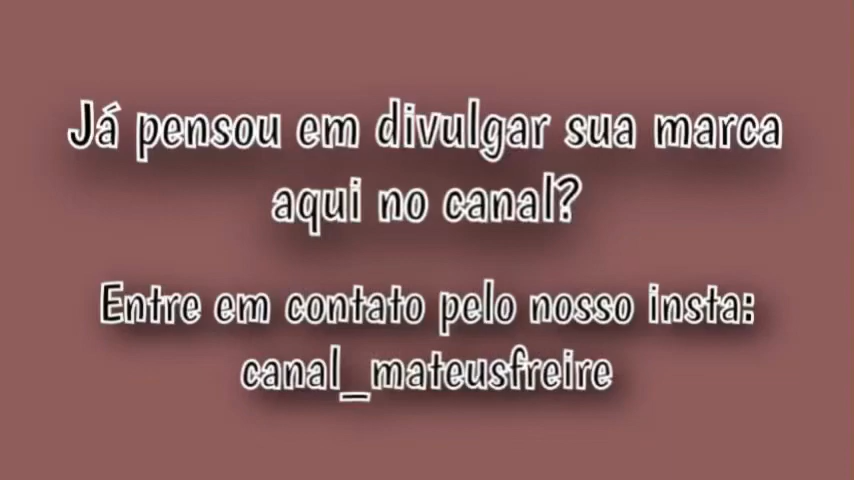 Já pensou em divulgar sua marca
aqui no canal?
Entre em contato pelo nosso insta:
canal_mateusfreire